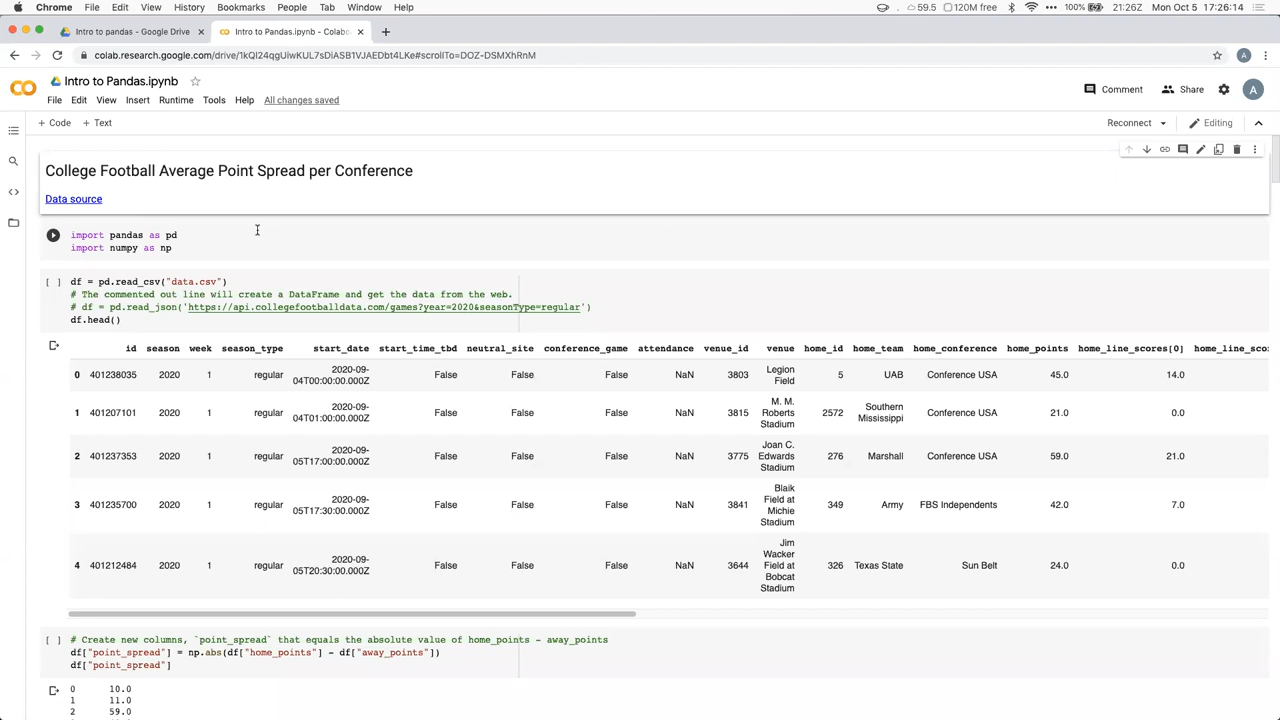 Chrome File Edit View History Bookmarks People Tab Window Help 59.5 120M free 100% 21:26Z Mon Oct 5 17:26:14
Intro to pandas - Google Drive Intro to Pandas.ipynb - Colabo
colab.research.google.com/drive/1kQl24qgUiwKUL7sDiASB1VJAEDbt4LKe#scrollTo=DOZ-DSMXhRnM A
Intro to Pandas.ipynb
File Edit View Insert Runtime Tools Help All changes saved Comment Share A
+ Code + Text Reconnect Editing
College Football Average Point Spread per Conference
Data source
import pandas as pd
import numpy as np
[ ] df = pd.read_csv("data.csv")
# The commented out line will create a DataFrame and get the data from the web.
# df = pd.read_json('https://api.collegefootballdata.com/games?year=2020&seasonType=regular')
df.head()
id season week season_type start_date start_time_tbd neutral_site conference_game attendance venue_id venue home_id home_team home_conference home_points home_line_scores[0] home_line_scor
0 401238035 2020 1 regular 2020-09-04T00:00:00.000Z False False False NaN 3803 Legion Field 5 UAB Conference USA 45.0 14.0
1 401207101 2020 1 regular 2020-09-04T01:00:00.000Z False False False NaN 3815 M. M. Roberts Stadium 2572 Southern Mississippi Conference USA 21.0 0.0
2 401237353 2020 1 regular 2020-09-05T17:00:00.000Z False False False NaN 3775 Joan C. Edwards Stadium 276 Marshall Conference USA 59.0 21.0
3 401235700 2020 1 regular 2020-09-05T17:30:00.000Z False False False NaN 3841 Blaik Field at Michie Stadium 349 Army FBS Independents 42.0 7.0
4 401212484 2020 1 regular 2020-09-05T20:30:00.000Z False False False NaN 3644 Jim Wacker Field at Bobcat Stadium 326 Texas State Sun Belt 24.0 0.0
[ ] # Create new columns, `point_spread` that equals the absolute value of home_points - away_points
df["point_spread"] = np.abs(df["home_points"] - df["away_points"])
df["point_spread"]
0 10.0
1 11.0
2 59.0